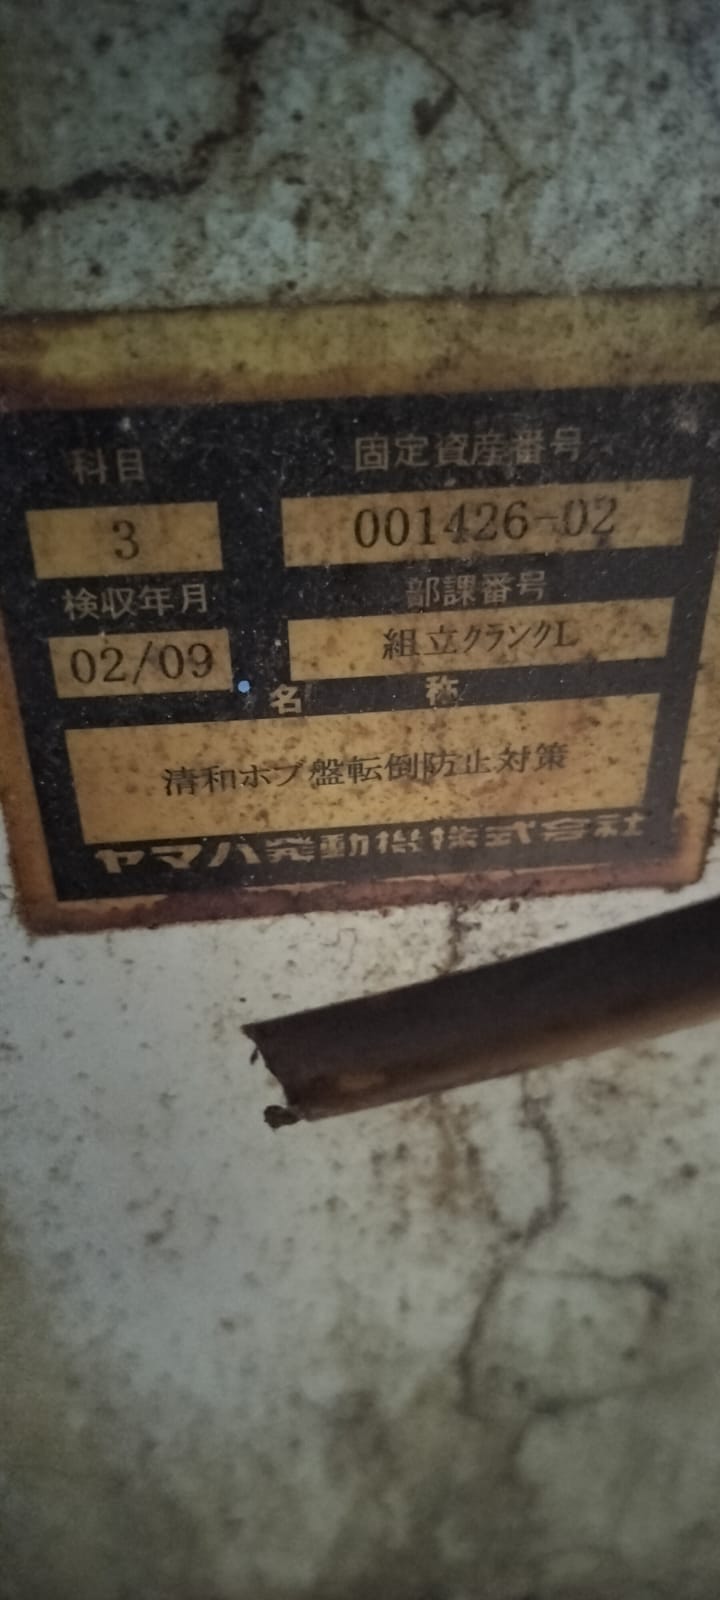 科目 固定資産番号
3 001426-02
検収年月 部課番号
02/09 組立クランクL
名称
清和ホブ盤転倒防止対策
ヤマハ発動機株式会社